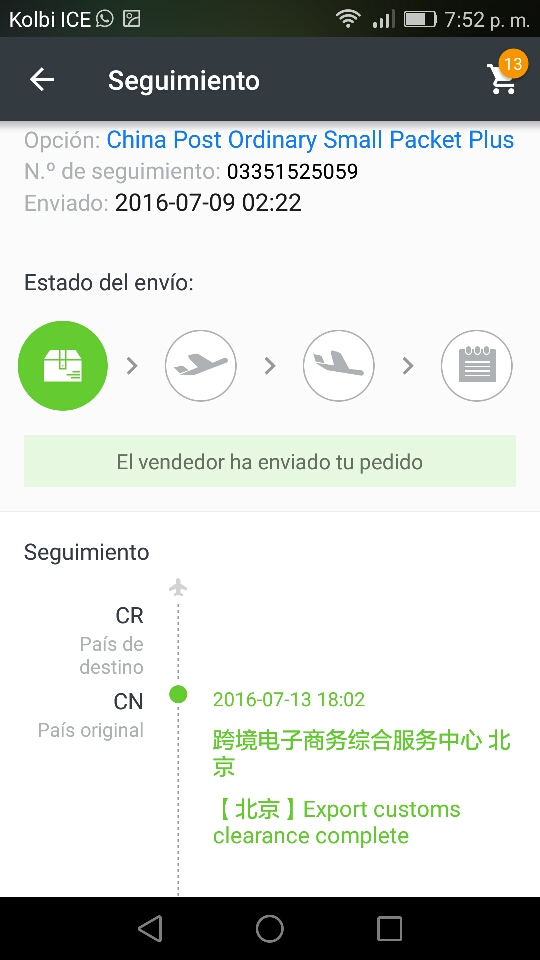 Kolbi ICE 7:52 p. m.
Seguimiento 13
Opción: China Post Ordinary Small Packet Plus
N.º de seguimiento: 03351525059
Enviado: 2016-07-09 02:22
Estado del envío:
El vendedor ha enviado tu pedido
Seguimiento
CR
País de
destino
CN
País original
2016-07-13 18:02
跨境电子商务综合服务中心 北
京
【 北京 】Export customs
clearance complete